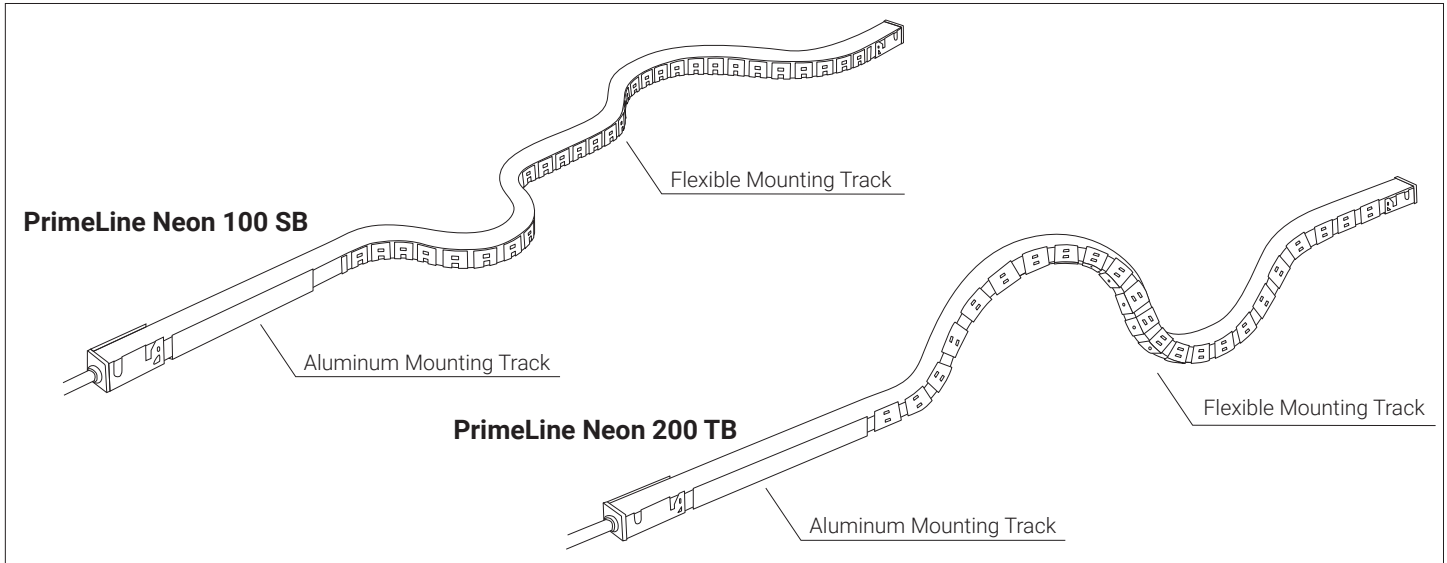 Flexible Mounting Track
PrimeLine Neon 100 SB
Aluminum Mounting Track
Flexible Mounting Track
PrimeLine Neon 200 TB
Aluminum Mounting Track